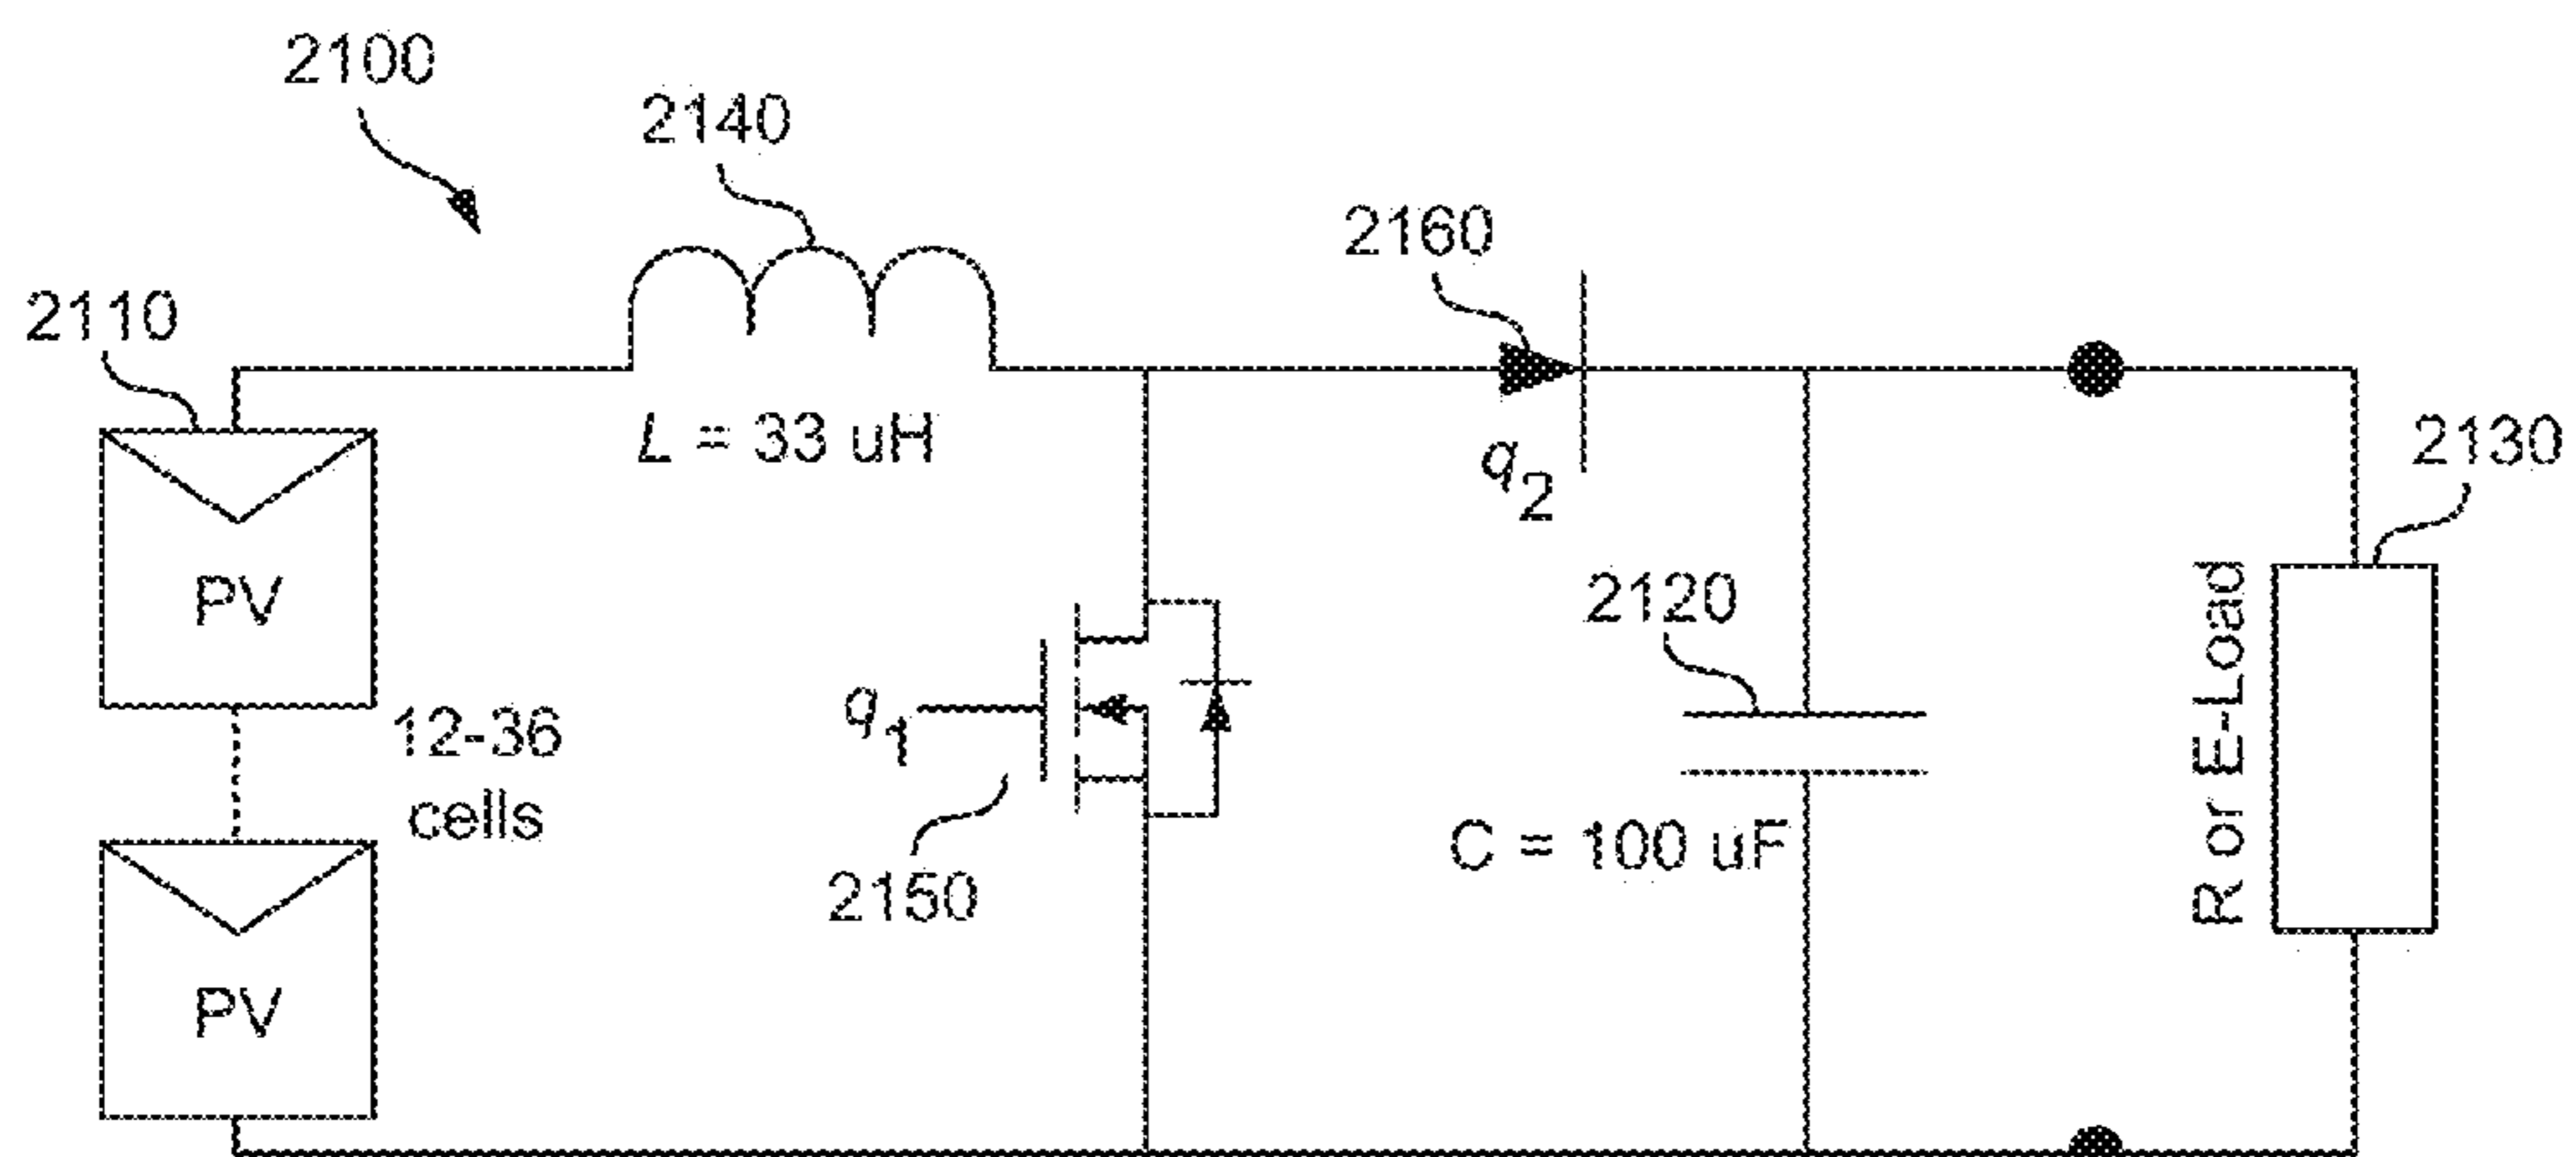 2100
2140
2160
2110
L = 33 uH
q2
2130
PV
12-36
cells
q1
2150
2120
C = 100 uF
R or E-Load
PV